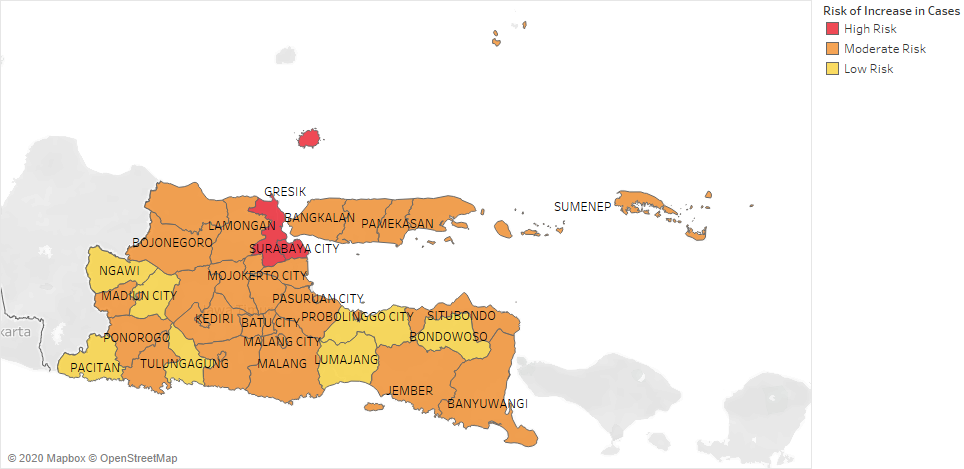 Risk of Increase in Cases
High Risk
Moderate Risk
Low Risk
GRESIK
SUMENEP
BANGKALAN
LAMONGAN
PAMEKASAN
BOJONEGORO
SURABAYA CITY
NGAWI
MOJOKERTO CITY
MADIUN CITY
PASURUAN CITY
KEDIRI
BATU CITY
PROBOLINGGO CITY
SITUBONDO
karta
PONOROGO
MALANG CITY
BONDOWOSO
PACITAN
TULUNGAGUNG
MALANG
LUMAJANG
JEMBER
BANYUWANGI
© 2020 Mapbox © OpenStreetMap